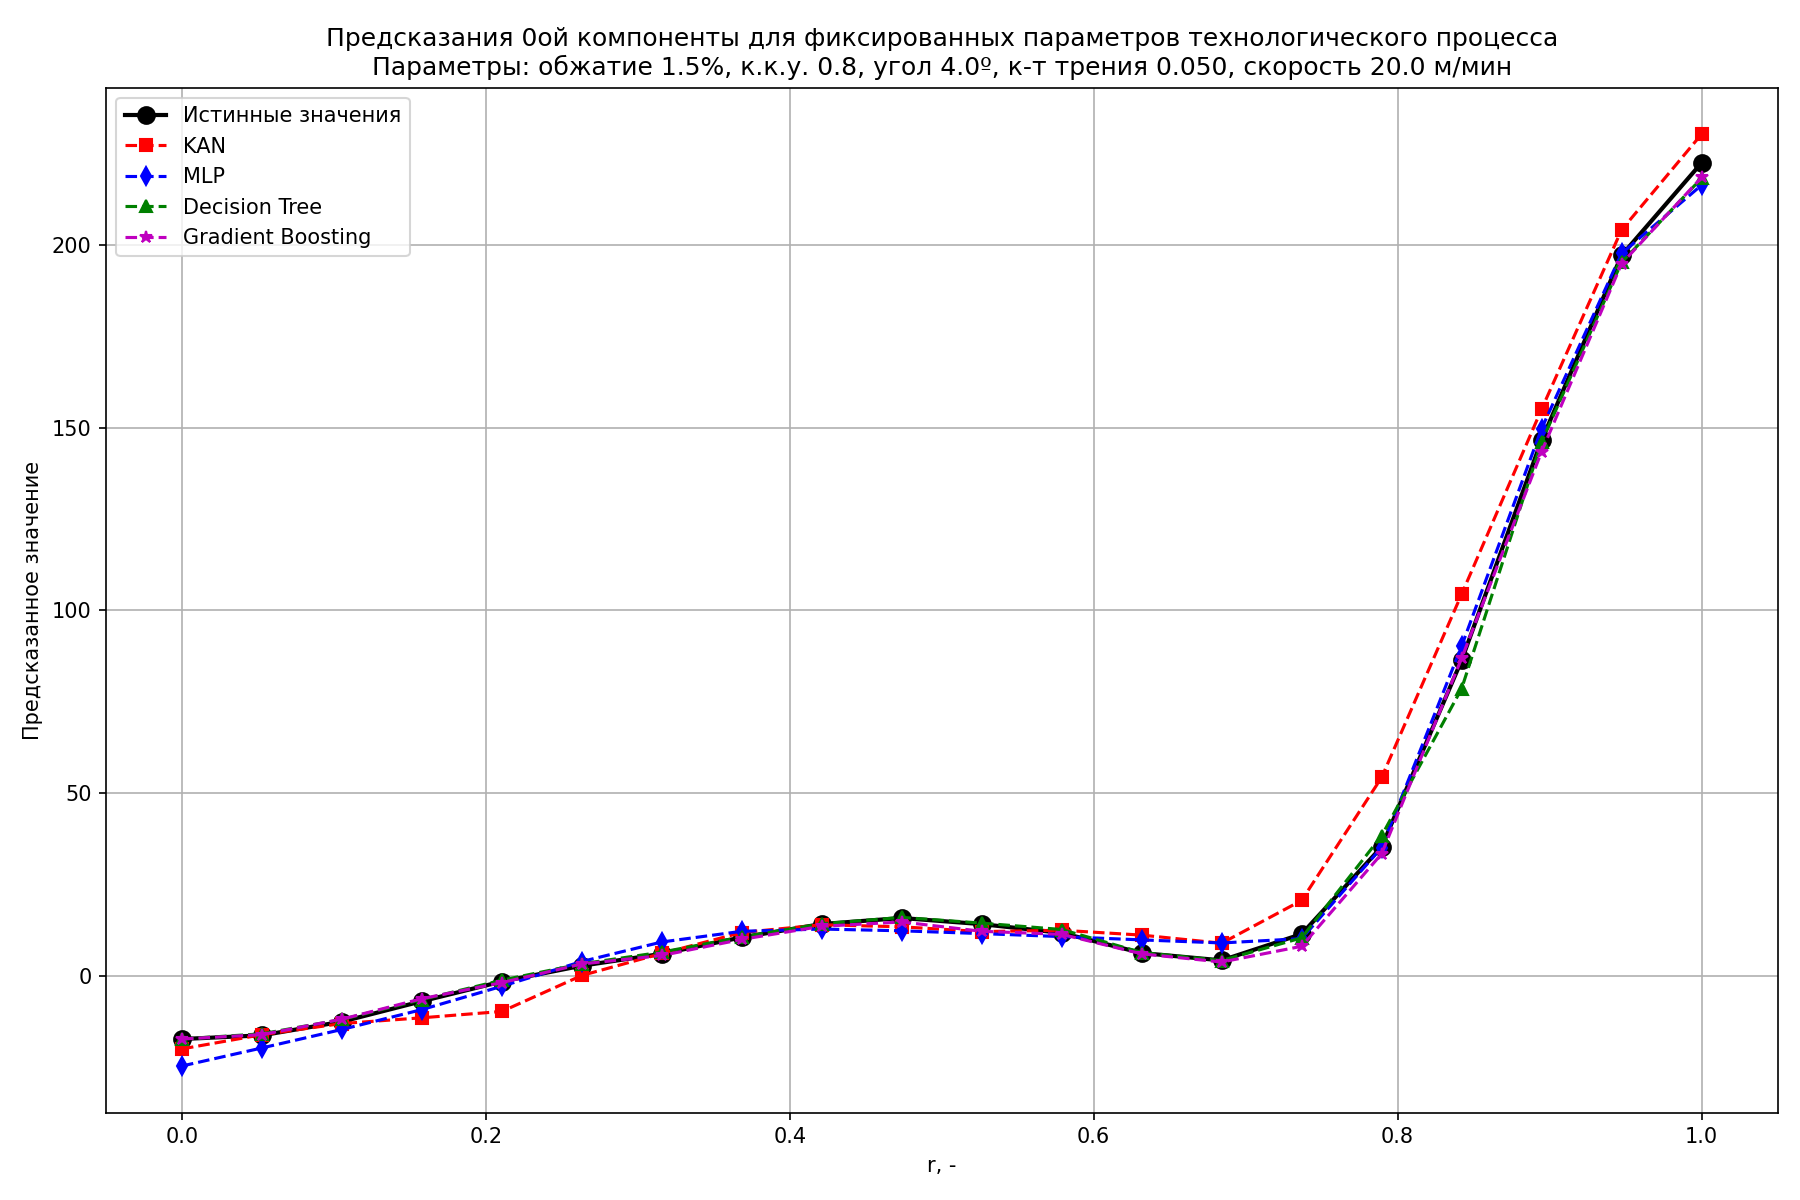 Предсказания 0ой компоненты для фиксированных параметров технологического процесса
Параметры: обжатие 1.5%, к.к.у. 0.8, угол 4.0º, к-т трения 0.050, скорость 20.0 м/мин
Истинные значения
KAN
MLP
Decision Tree
Gradient Boosting
Предсказанное значение
200
150
100
50
0
0.0 0.2 0.4 0.6 0.8 1.0
r, -